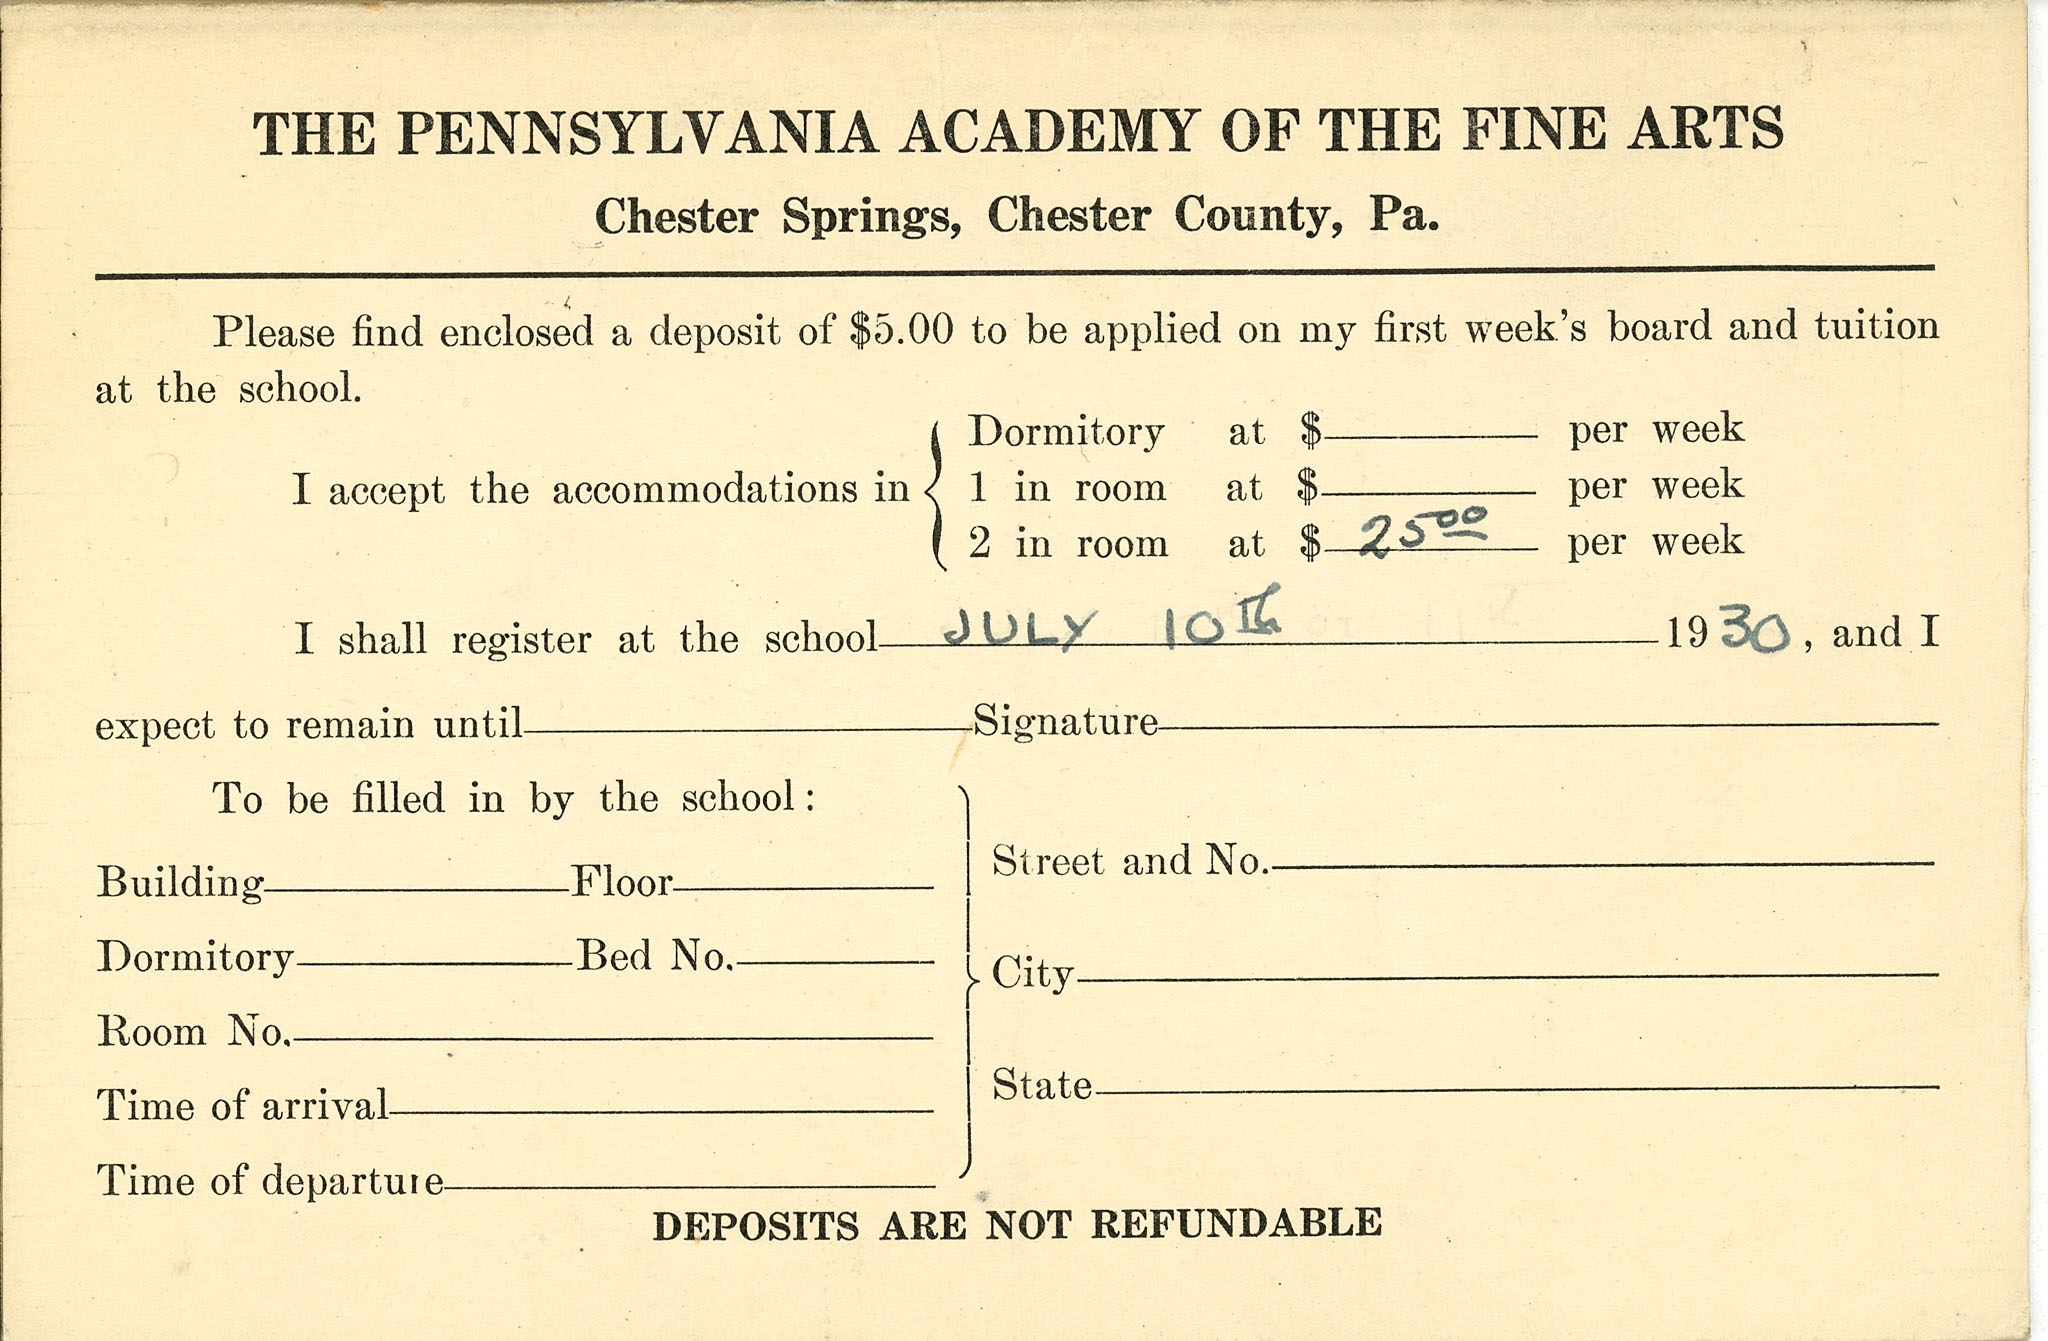 THE PENNSYLVANIA ACADEMY OF THE FINE ARTS
Chester Springs, Chester County, Pa.
Please find enclosed a deposit of $5.00 to be applied on my first week's board and tuition
at the school.
Dormitory at $ per week
I accept the accommodations in 1 in room at $ per week
2 in room at $ 25 00 per week
I shall register at the school JULY 10th 1930, and I
expect to remain until Signature
To be filled in by the school:
Street and No.
Building Floor
Dormitory Bed No.
City
Room No.
State
Time of arrival
Time of departure
DEPOSITS ARE NOT REFUNDABLE